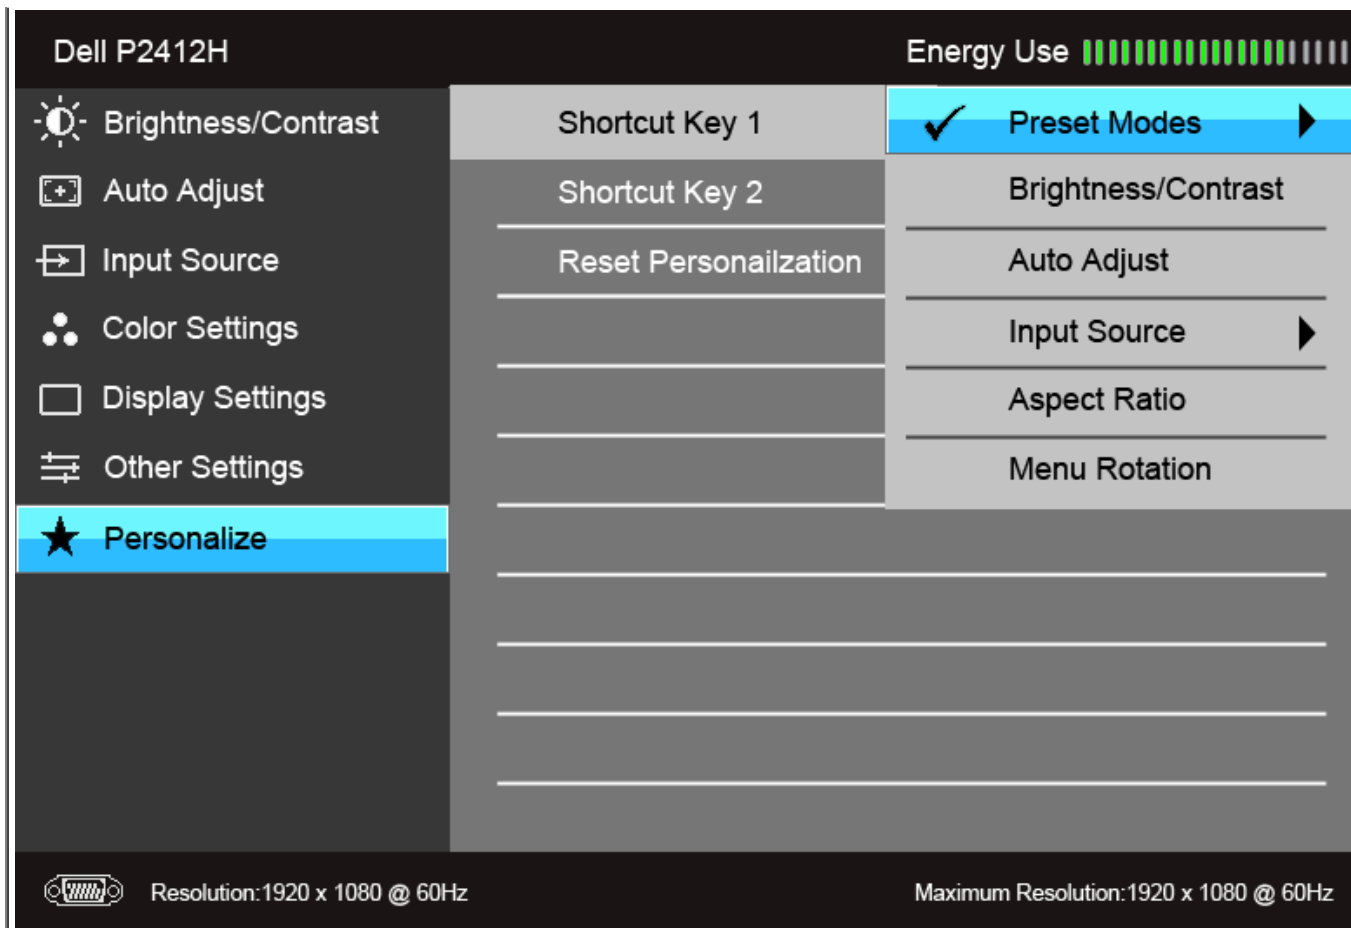 Dell P2412H Energy Use
Brightness/Contrast Shortcut Key 1 Preset Modes
Auto Adjust Shortcut Key 2 Brightness/Contrast
Input Source Reset Personailzation Auto Adjust
Color Settings Input Source
Display Settings Aspect Ratio
Other Settings Menu Rotation
Personalize
Resolution:1920 x 1080 @ 60Hz Maximum Resolution:1920 x 1080 @ 60Hz